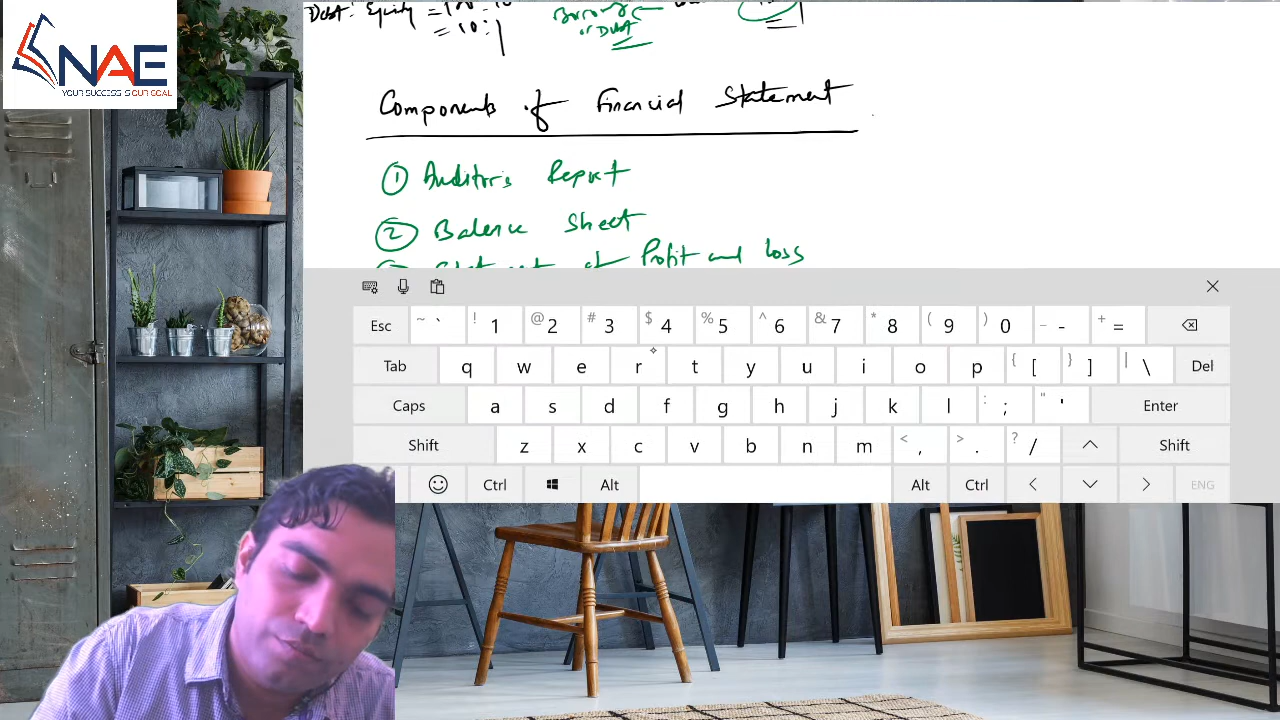 NAE
YOUR SUCCESS IS OUR GOAL
Debt: Equity =
= 10:1
or Debt
Components of Financial Statement
① Auditor's Report
② Balance Sheet
of Profit and Loss
Esc ~ ` ! 1 @ 2 # 3 $ 4 % 5 ^ 6 & 7 * 8 ( 9 ) 0 _ - + =
Tab q w e r t y u i o p { [ } ] | \ Del
Caps a s d f g h j k l : ; " ' Enter
Shift z x c v b n m < , > . ? / Shift
Ctrl Alt Alt Ctrl ENG